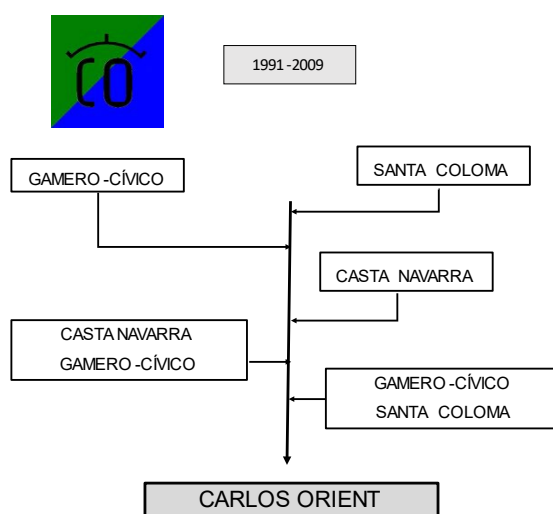 CO
1991-2009
GAMERO-CÍVICO
SANTA COLOMA
CASTA NAVARRA
CASTA NAVARRA
GAMERO-CÍVICO
GAMERO-CÍVICO
SANTA COLOMA
CARLOS ORIENT